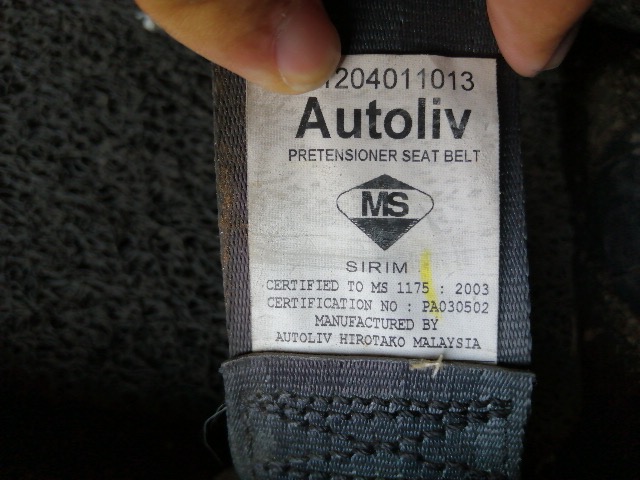 1204011013
Autoliv
PRETENSIONER SEAT BELT
MS
SIRIM
CERTIFIED TO MS 1175 : 2003
CERTIFICATION NO : PA030502
MANUFACTURED BY
AUTOLIV HIROTAKO MALAYSIA